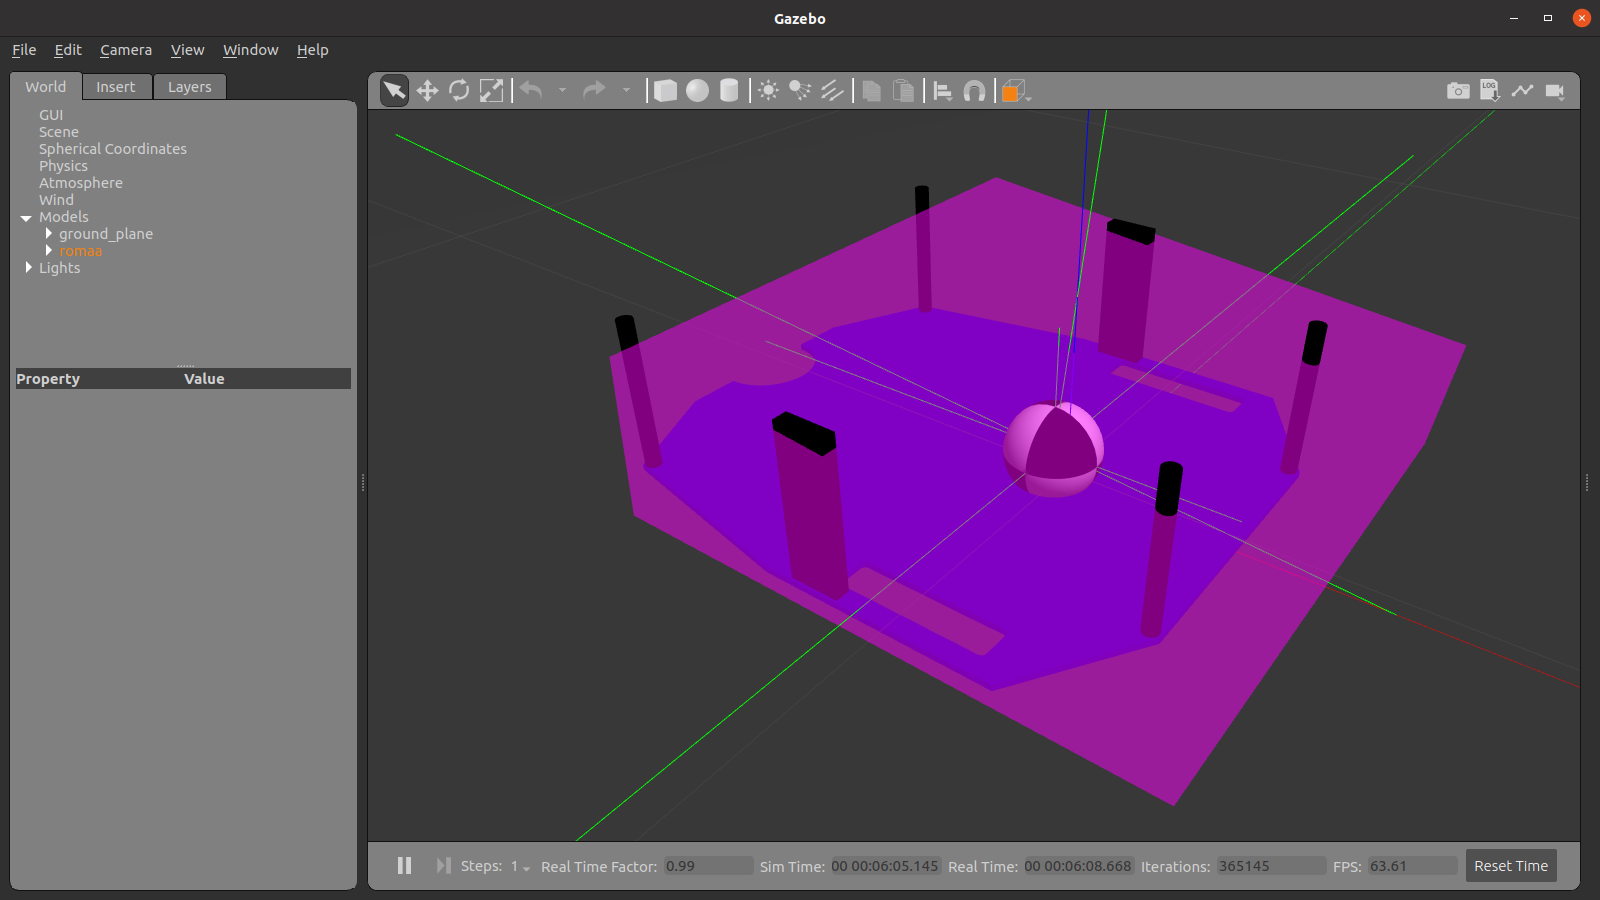 Gazebo
File Edit Camera View Window Help
World Insert Layers
GUI
Scene
Spherical Coordinates
Physics
Atmosphere
Wind
Models
ground_plane
romaa
Lights
Property Value
LOG
Steps: 1 Real Time Factor: 0.99 Sim Time: 00 00:06:05.145 Real Time: 00 00:06:08.668 Iterations: 365145 FPS: 63.61 Reset Time